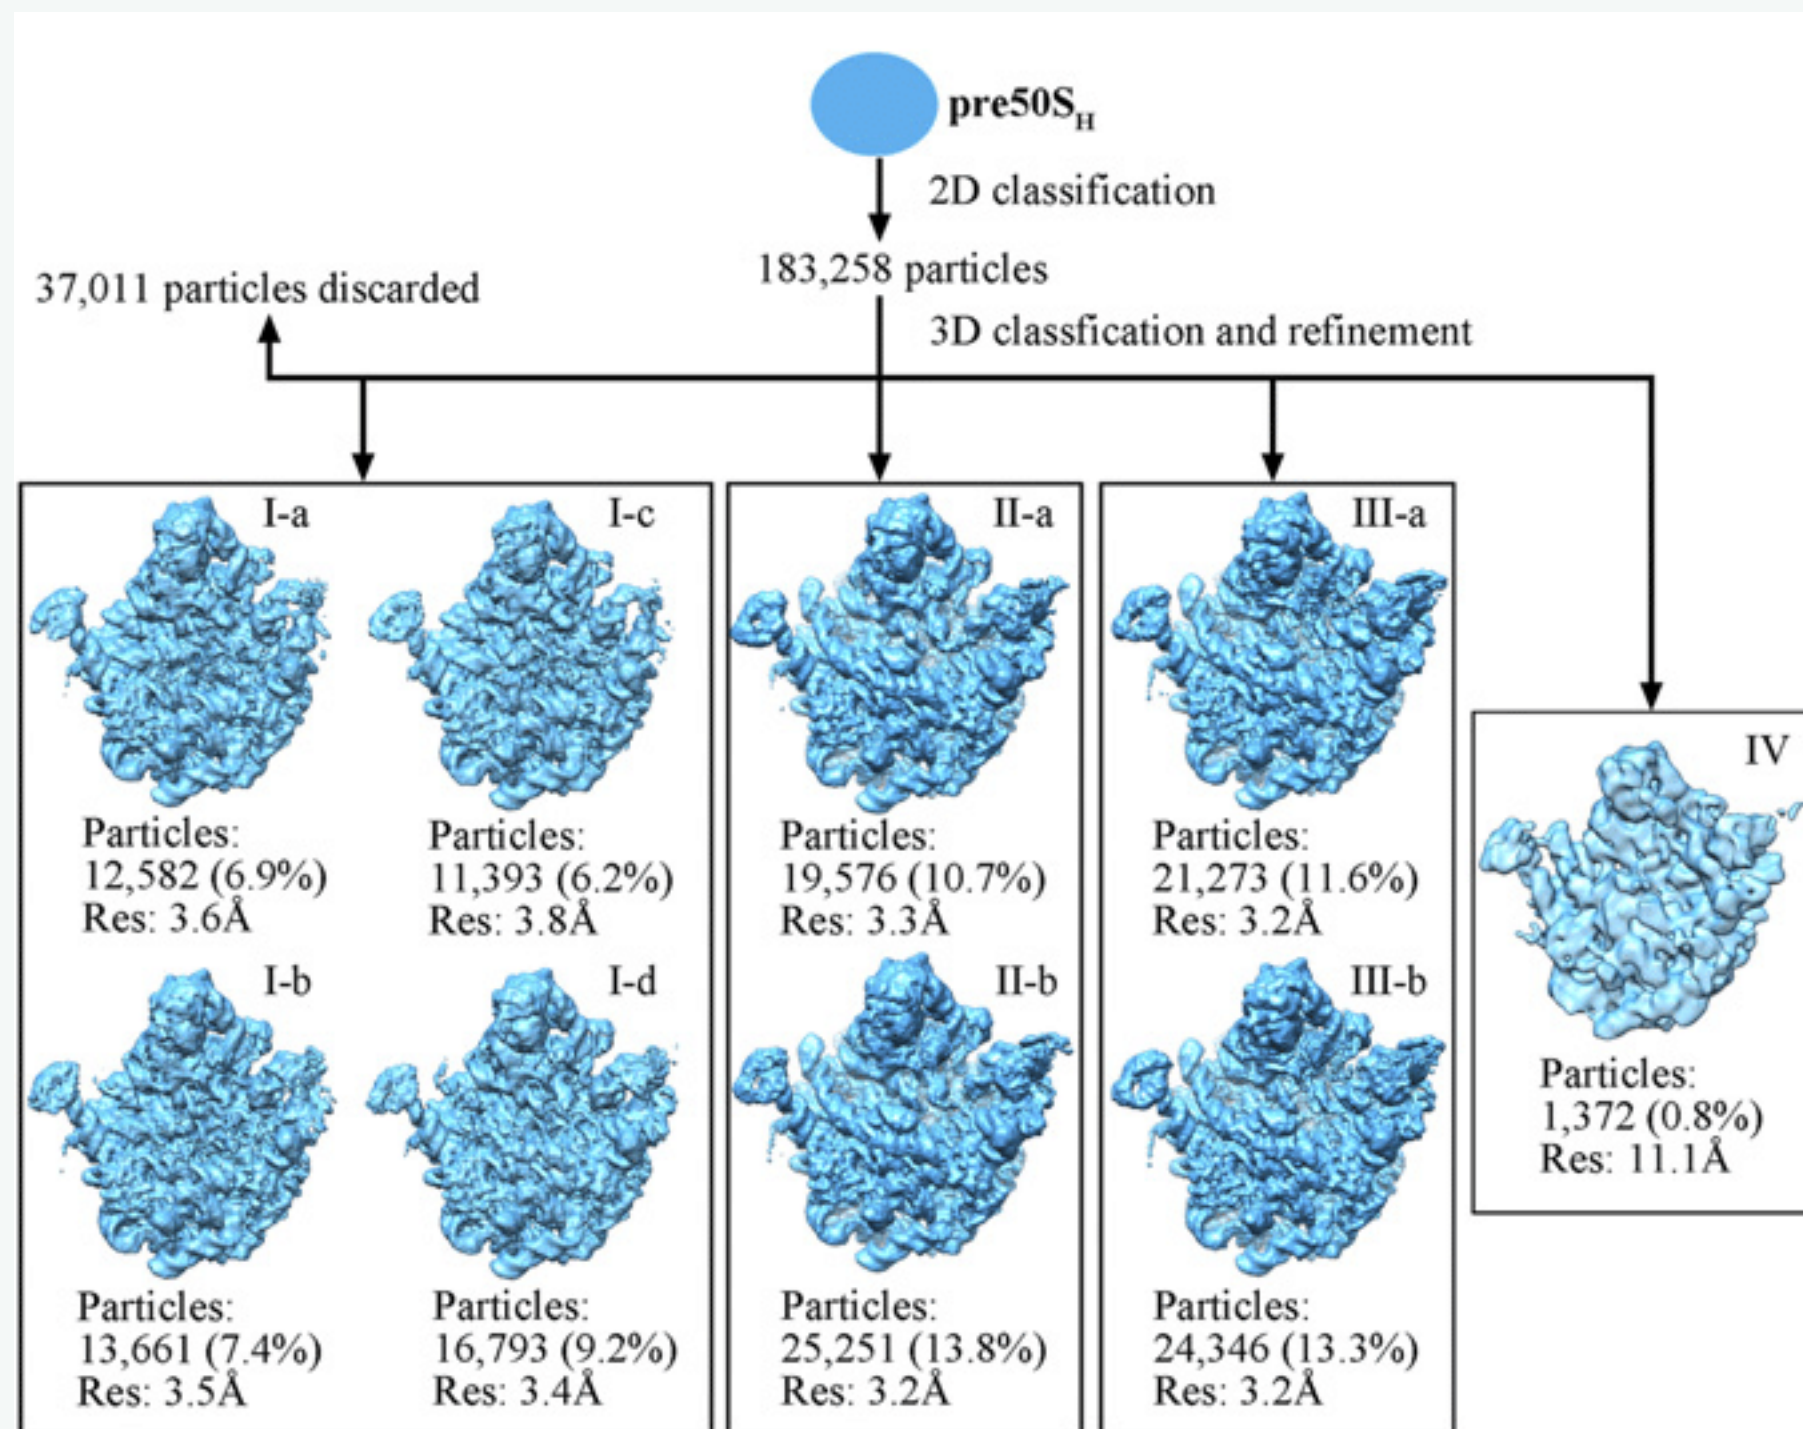 pre50SH
2D classification
183,258 particles
37,011 particles discarded
3D classfication and refinement
I-a
Particles:
12,582 (6.9%)
Res: 3.6Å
I-c
Particles:
11,393 (6.2%)
Res: 3.8Å
I-b
Particles:
13,661 (7.4%)
Res: 3.5Å
I-d
Particles:
16,793 (9.2%)
Res: 3.4Å
II-a
Particles:
19,576 (10.7%)
Res: 3.3Å
II-b
Particles:
25,251 (13.8%)
Res: 3.2Å
III-a
Particles:
21,273 (11.6%)
Res: 3.2Å
III-b
Particles:
24,346 (13.3%)
Res: 3.2Å
IV
Particles:
1,372 (0.8%)
Res: 11.1Å